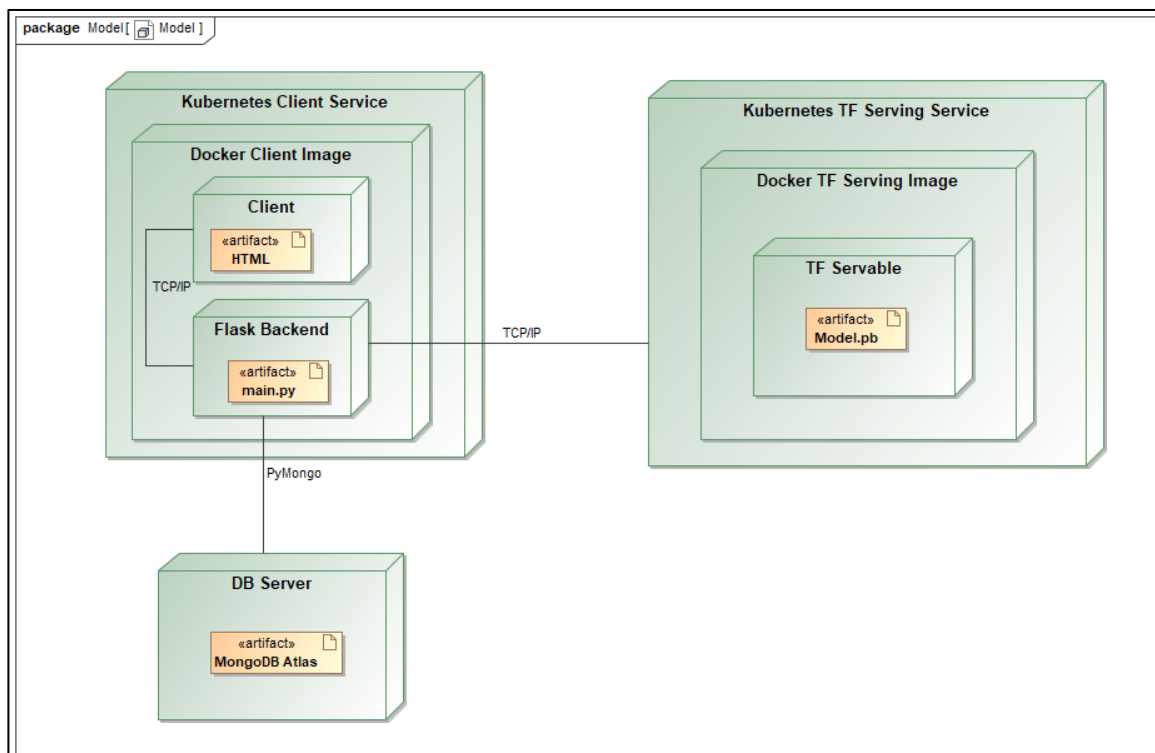 package Model[ Model ]
Kubernetes Client Service
Docker Client Image
Client
«artifact»
HTML
TCP/IP
Flask Backend
«artifact»
main.py
TCP/IP
Kubernetes TF Serving Service
Docker TF Serving Image
TF Servable
«artifact»
Model.pb
PyMongo
DB Server
«artifact»
MongoDB Atlas